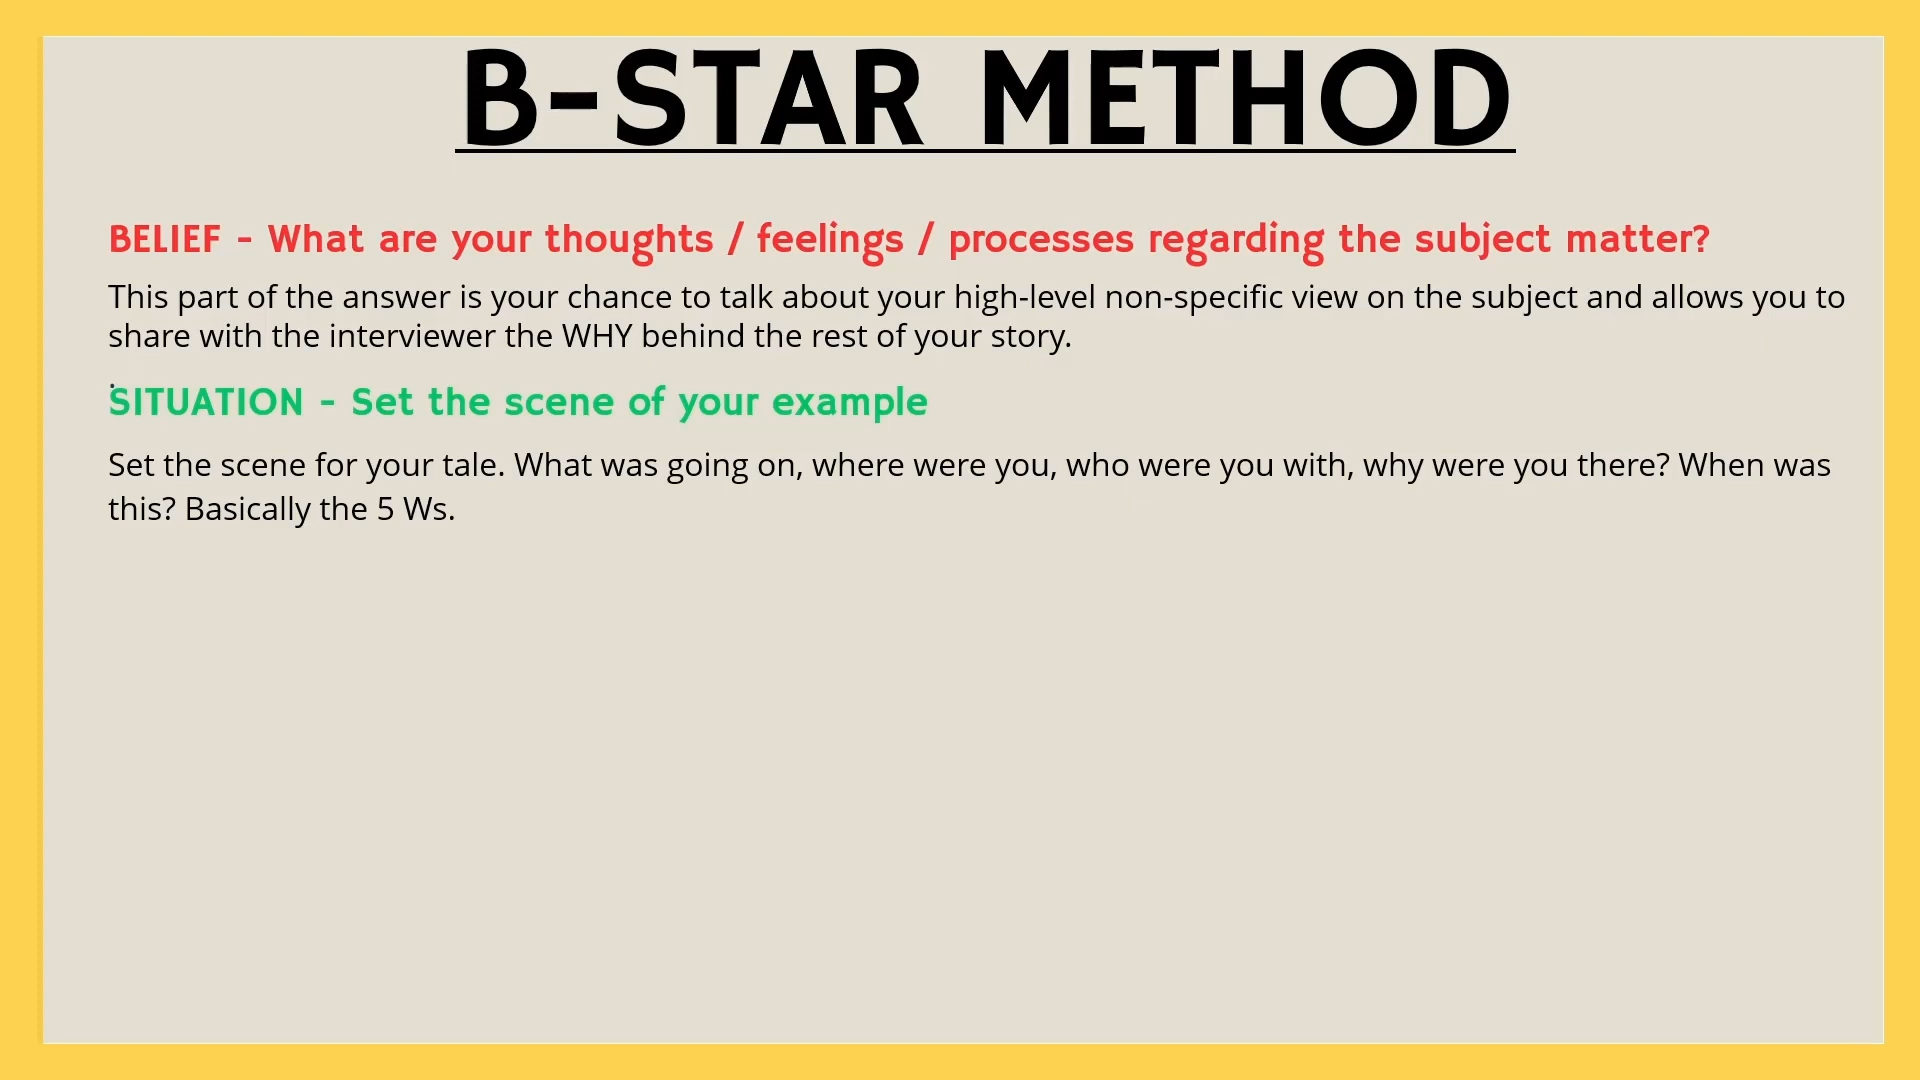 B-STAR METHOD
BELIEF - What are your thoughts / feelings / processes regarding the subject matter?
This part of the answer is your chance to talk about your high-level non-specific view on the subject and allows you to
share with the interviewer the WHY behind the rest of your story.
.
SITUATION - Set the scene of your example
Set the scene for your tale. What was going on, where were you, who were you with, why were you there? When was
this? Basically the 5 Ws.